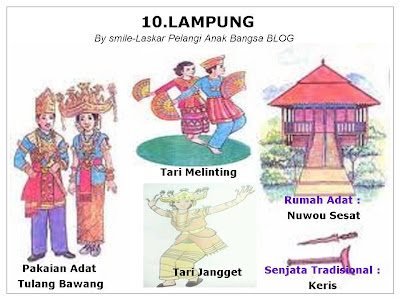 10.LAMPUNG
By smile-Laskar Pelangi Anak Bangsa BLOG
Tari Melinting
Rumah Adat :
Nuwou Sesat
Pakaian Adat
Tulang Bawang
Tari Jangget
Senjata Tradisional :
Keris